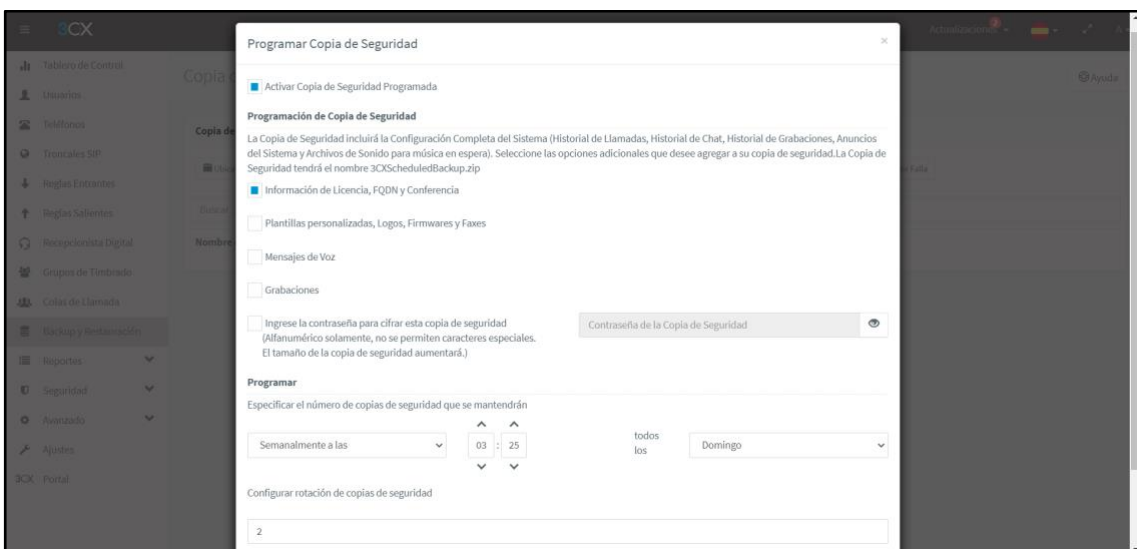 3CX
Actualizaciones 2
A
Tablero de Control
Usuarios
Teléfonos
Troncales SIP
Reglas Entrantes
Reglas Salientes
Recepcionista Digital
Grupos de Timbrado
Colas de Llamada
Backup y Restauración
Reportes
Seguridad
Avanzado
Ajustes
3CX Portal
Copia
Ayuda
Copia de
Buscar
Nombre
Falla
Programar Copia de Seguridad
×
Activar Copia de Seguridad Programada
Programación de Copia de Seguridad
La Copia de Seguridad incluirá la Configuración Completa del Sistema (Historial de Llamadas, Historial de Chat, Historial de Grabaciones, Anuncios
del Sistema y Archivos de Sonido para música en espera). Seleccione las opciones adicionales que desee agregar a su copia de seguridad.La Copia de
Seguridad tendrá el nombre 3CXScheduledBackup.zip
Información de Licencia, FQDN y Conferencia
Plantillas personalizadas, Logos, Firmwares y Faxes
Mensajes de Voz
Grabaciones
Ingrese la contraseña para cifrar esta copia de seguridad
(Alfanumérico solamente, no se permiten caracteres especiales.
El tamaño de la copia de seguridad aumentará.)
Contraseña de la Copia de Seguridad
Programar
Especificar el número de copias de seguridad que se mantendrán
Semanalmente a las 03 : 25 todos los Domingo
Configurar rotación de copias de seguridad
2